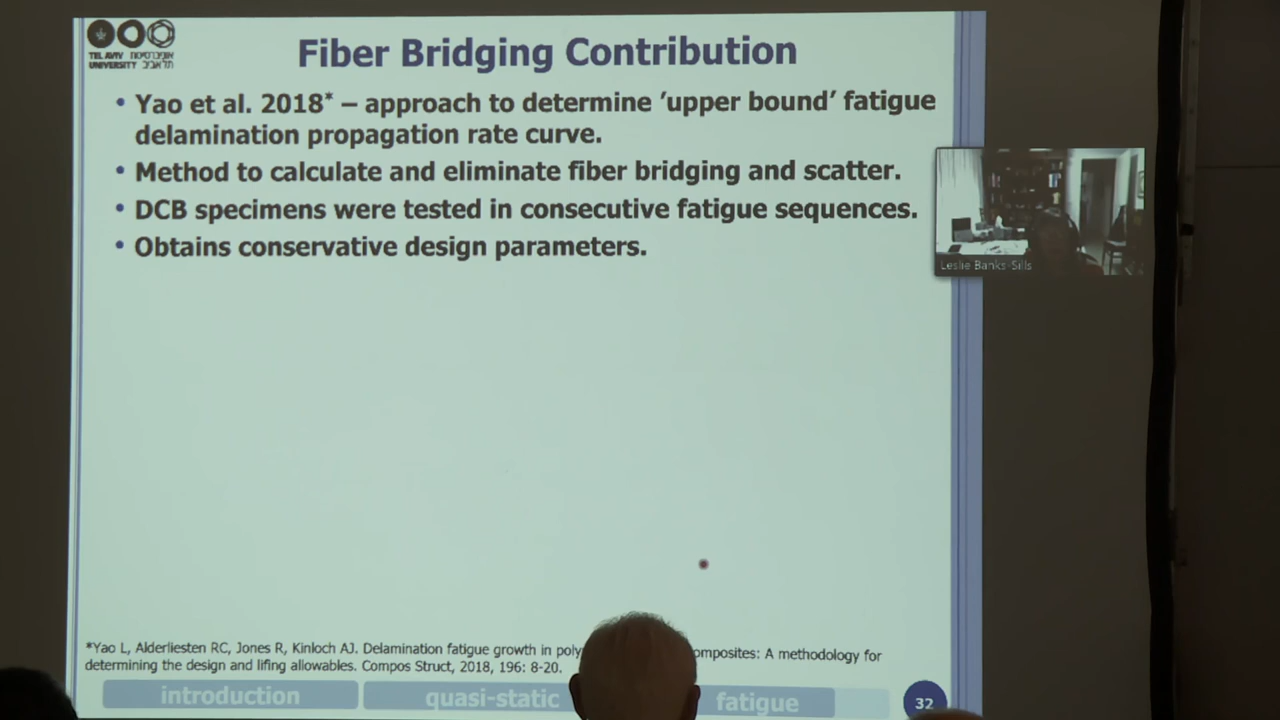 TEL AVIV אוניברסיטת
UNIVERSITY תל אביב
Fiber Bridging Contribution
• Yao et al. 2018* – approach to determine 'upper bound' fatigue
delamination propagation rate curve.
• Method to calculate and eliminate fiber bridging and scatter.
• DCB specimens were tested in consecutive fatigue sequences.
• Obtains conservative design parameters.
Leslie Banks-Sills
*Yao L, Alderliesten RC, Jones R, Kinloch AJ. Delamination fatigue growth in poly omposites: A methodology for
determining the design and lifing allowables. Compos Struct, 2018, 196: 8-20.
introduction quasi-static fatigue 32